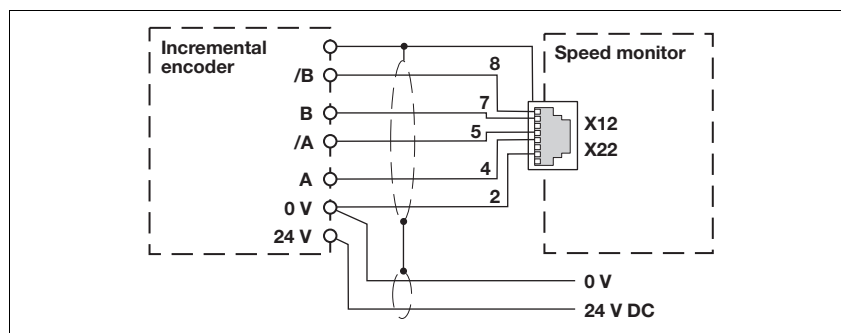 Incremental
encoder
Speed monitor
/B
8
B
7
/A
5
A
4
0 V
2
24 V
X12
X22
0 V
24 V DC